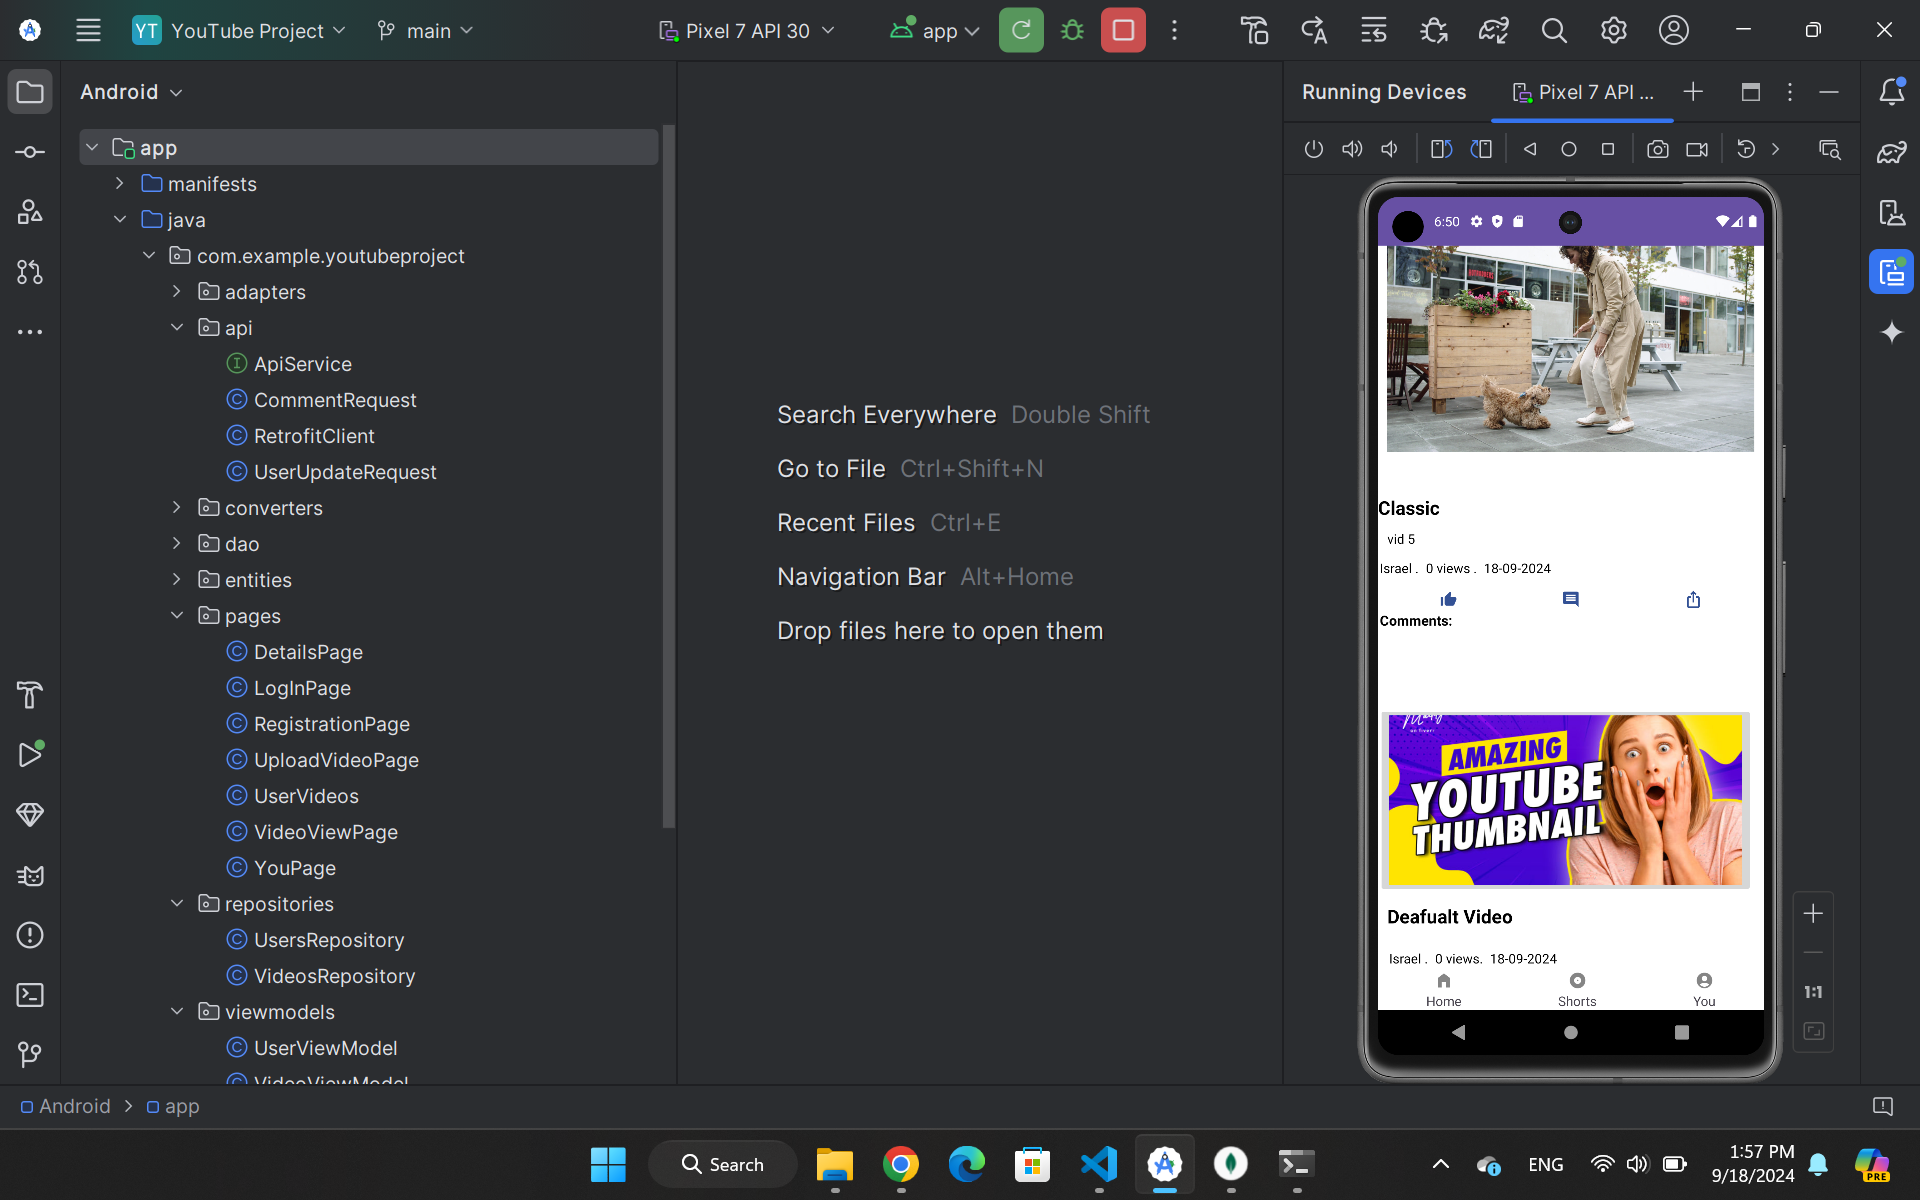 YT YouTube Project main Pixel 7 API 30 app
Android
app
manifests
java
com.example.youtubeproject
adapters
api
ApiService
CommentRequest
RetrofitClient
UserUpdateRequest
converters
dao
entities
pages
DetailsPage
LogInPage
RegistrationPage
UploadVideoPage
UserVideos
VideoViewPage
YouPage
repositories
UsersRepository
VideosRepository
viewmodels
UserViewModel
VideoViewModel
Search Everywhere Double Shift
Go to File Ctrl+Shift+N
Recent Files Ctrl+E
Navigation Bar Alt+Home
Drop files here to open them
Running Devices Pixel 7 API ...
6:50
Classic
vid 5
Israel . 0 views . 18-09-2024
Comments:
AMAZING
YOUTUBE
THUMBNAIL
Deafualt Video
Israel . 0 views. 18-09-2024
Home Shorts You
1:1
Android app
Search
ENG
1:57 PM
9/18/2024
PRE